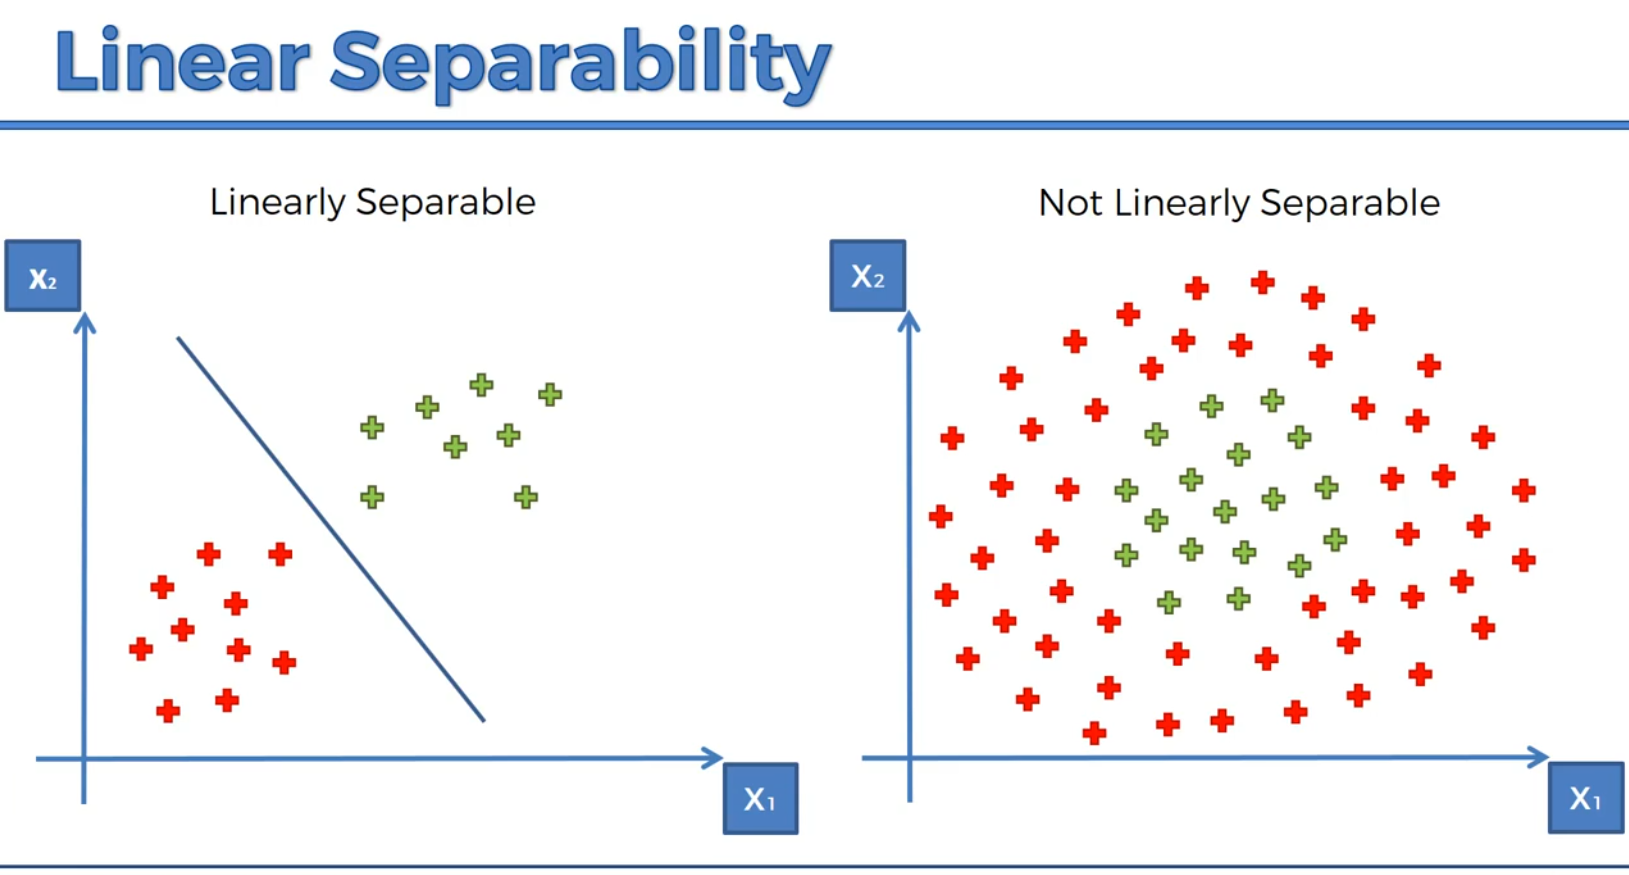 Linear Separability
Linearly Separable
Not Linearly Separable
X₂
X₂
X₁
X₁